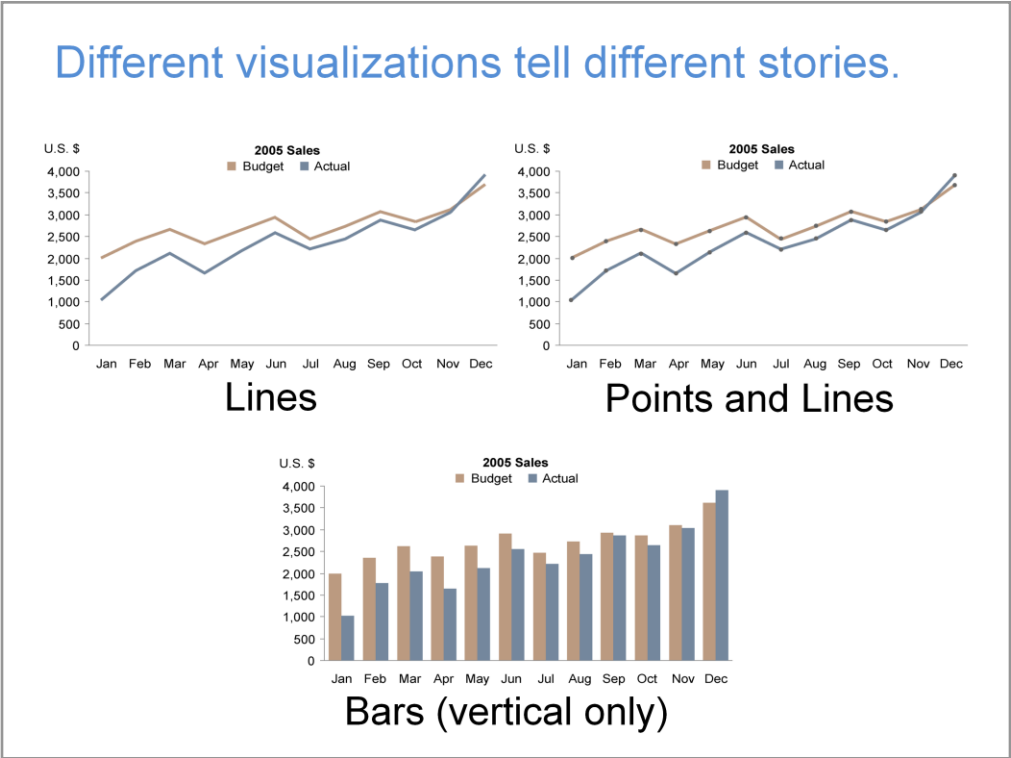 Different visualizations tell different stories.
U.S. $
2005 Sales
Budget Actual
4,000
3,500
3,000
2,500
2,000
1,500
1,000
500
0
Jan Feb Mar Apr May Jun Jul Aug Sep Oct Nov Dec
Lines
U.S. $
2005 Sales
Budget Actual
4,000
3,500
3,000
2,500
2,000
1,500
1,000
500
0
Jan Feb Mar Apr May Jun Jul Aug Sep Oct Nov Dec
Points and Lines
U.S. $
2005 Sales
Budget Actual
4,000
3,500
3,000
2,500
2,000
1,500
1,000
500
0
Jan Feb Mar Apr May Jun Jul Aug Sep Oct Nov Dec
Bars (vertical only)